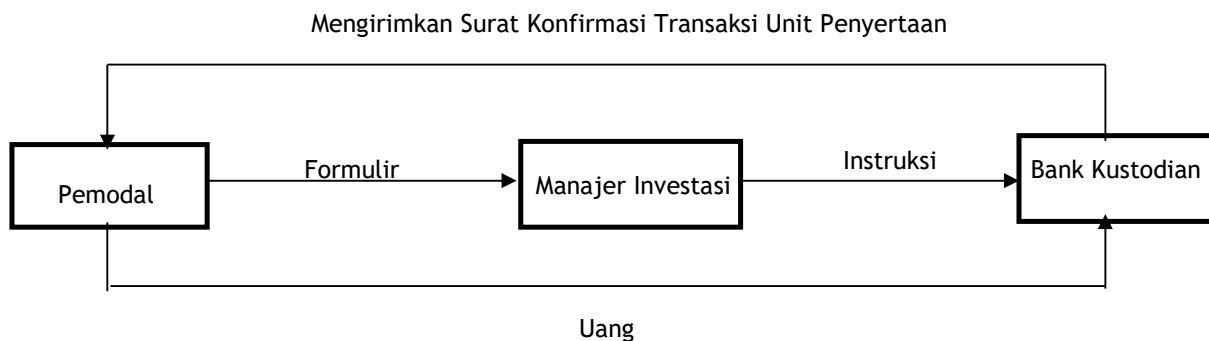 Mengirimkan Surat Konfirmasi Transaksi Unit Penyertaan
Pemodal
Formulir
Manajer Investasi
Instruksi
Bank Kustodian
Uang